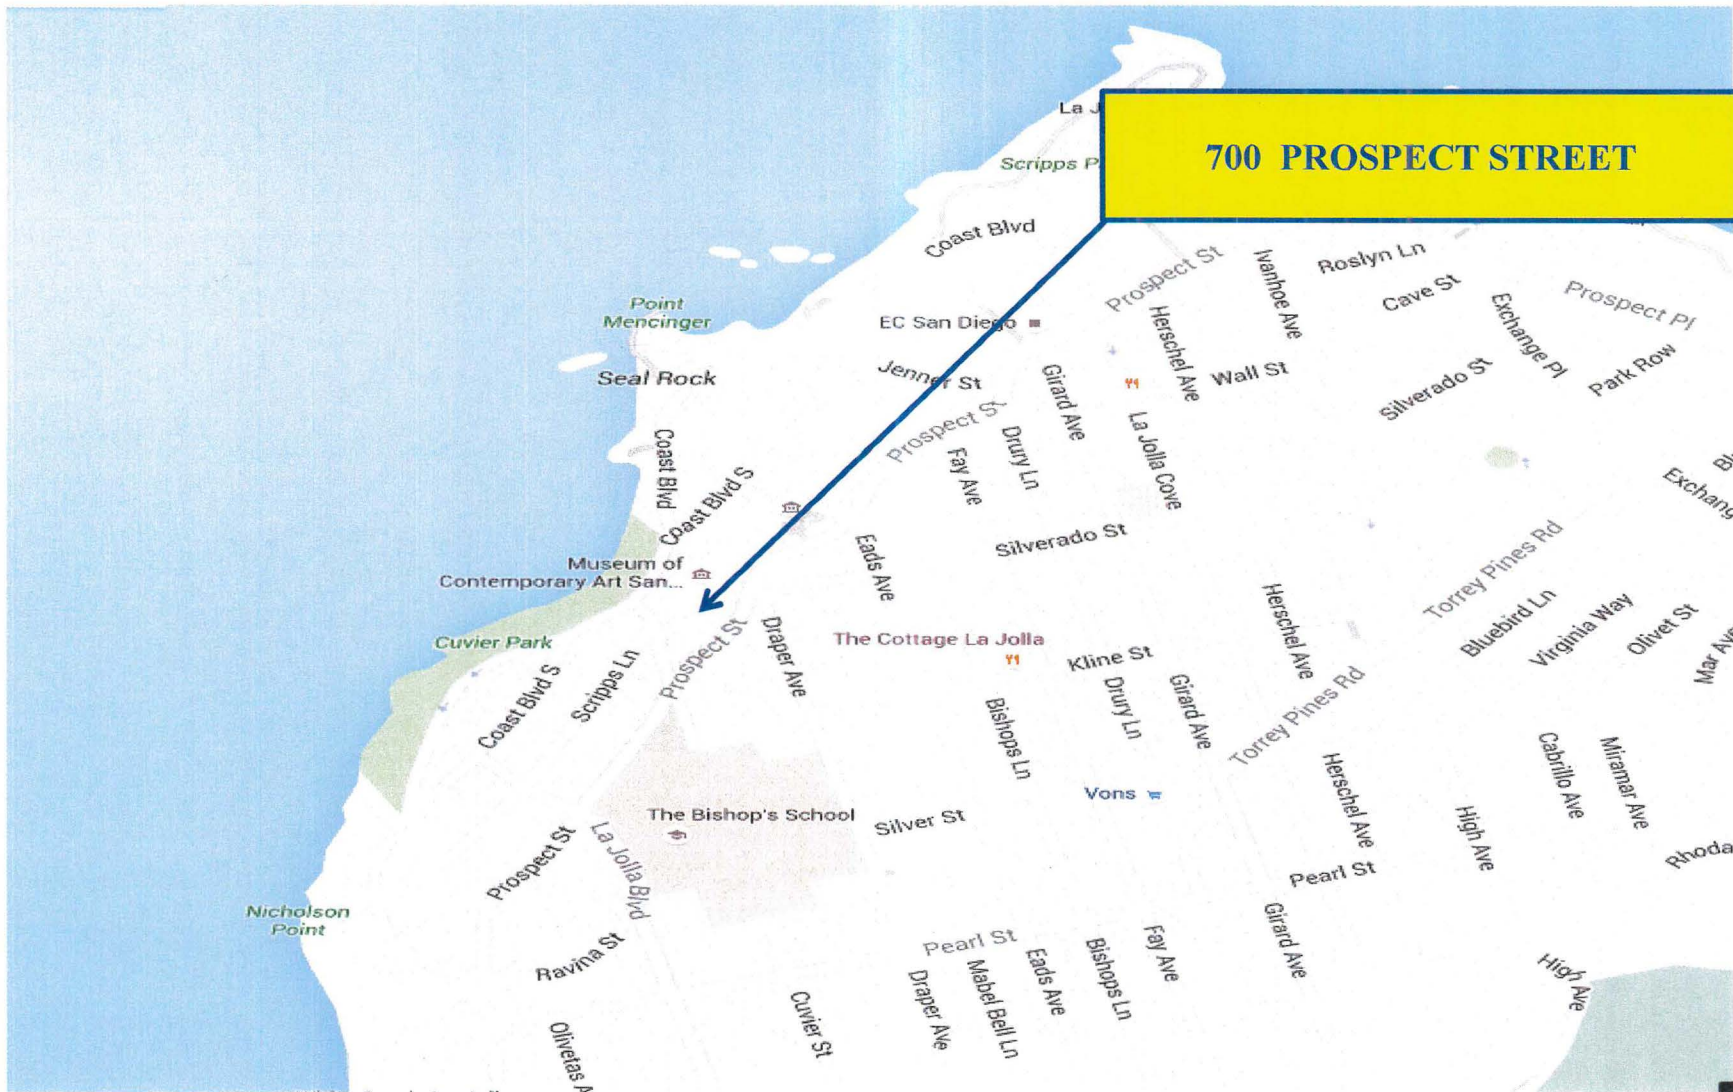 La J
700 PROSPECT STREET
Scripps P
Coast Blvd
Prospect St
Ivanhoe Ave
Roslyn Ln
Cave St
Prospect Pl
Exchange Pl
Point
Mencinger
EC San Diego
Herschel Ave
Seal Rock
Jenner St
Girard Ave
Wall St
Silverado St
Park Row
Prospect St
Drury Ln
Fay Ave
La Jolla Cove
Coast Blvd
Coast Blvd S
Exchang
Silverado St
Eads Ave
Museum of
Contemporary Art San...
Torrey Pines Rd
Herschel Ave
Bluebird Ln
Virginia Way
Olivet St
Mar Av
Cuvier Park
Prospect St
Draper Ave
The Cottage La Jolla
Kline St
Scripps Ln
Coast Blvd S
Bishops Ln
Drury Ln
Girard Ave
Torrey Pines Rd
Vons
Herschel Ave
Cabrillo Ave
Miramar Ave
The Bishop's School
Silver St
High Ave
Rhoda
Prospect St
La Jolla Blvd
Pearl St
Nicholson
Point
Ravina St
Pearl St
Girard Ave
Fay Ave
Bishops Ln
Eads Ave
Mabel Bell Ln
Draper Ave
High Ave
Cuvier St
Olivetas A